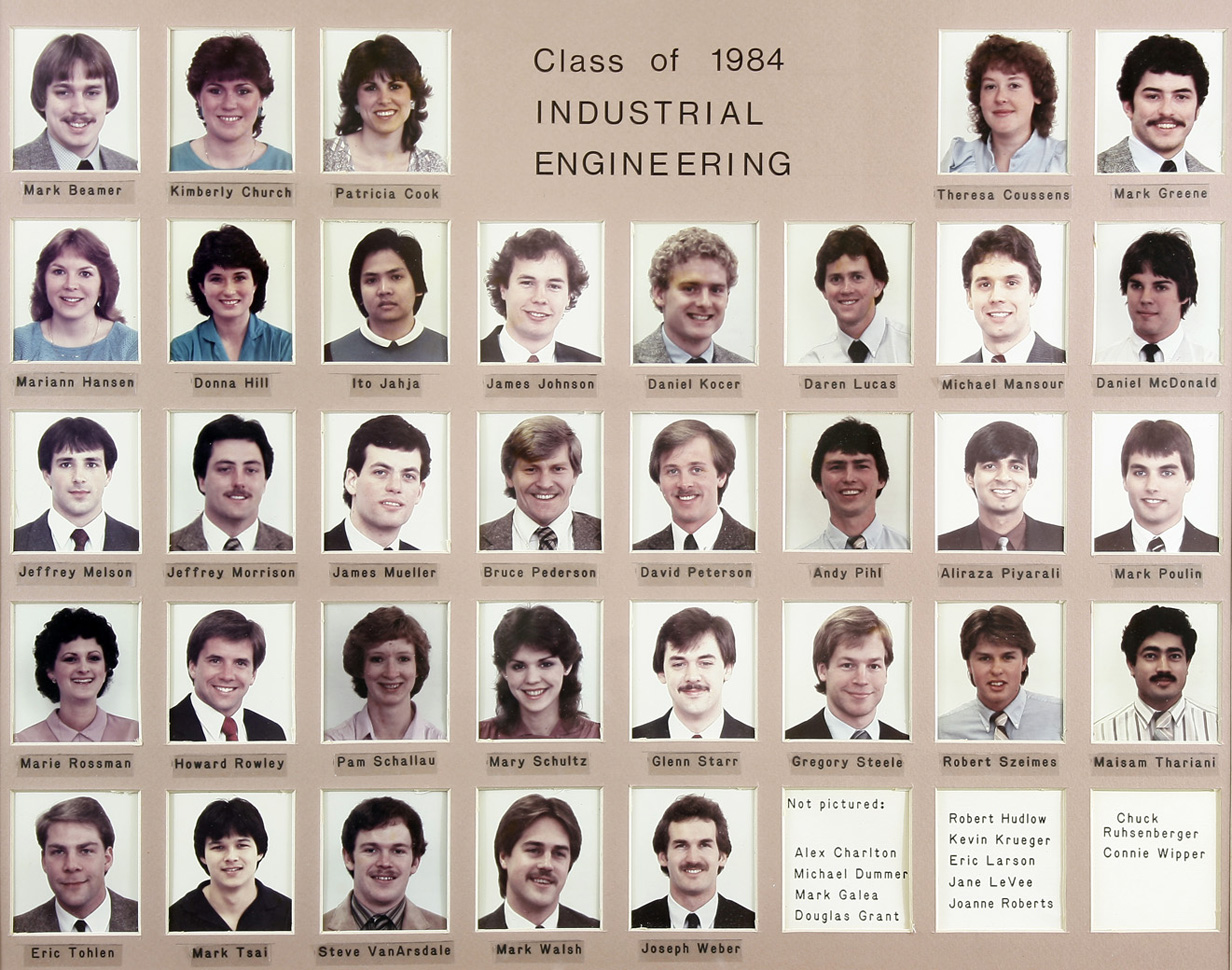 Class of 1984
INDUSTRIAL
ENGINEERING
Mark Beamer
Kimberly Church
Patricia Cook
Theresa Coussens
Mark Greene
Mariann Hansen
Donna Hill
Ito Jahja
James Johnson
Daniel Kocer
Daren Lucas
Michael Mansour
Daniel McDonald
Jeffrey Melson
Jeffrey Morrison
James Mueller
Bruce Pederson
David Peterson
Andy Pihl
Aliraza Piyarali
Mark Poulin
Marie Rossman
Howard Rowley
Pam Schallau
Mary Schultz
Glenn Starr
Gregory Steele
Robert Szeimes
Maisam Thariani
Eric Tohlen
Mark Tsai
Steve VanArsdale
Mark Walsh
Joseph Weber
Not pictured:
Alex Charlton
Michael Dummer
Mark Galea
Douglas Grant
Robert Hudlow
Kevin Krueger
Eric Larson
Jane LeVee
Joanne Roberts
Chuck
Ruhsenberger
Connie Wipper